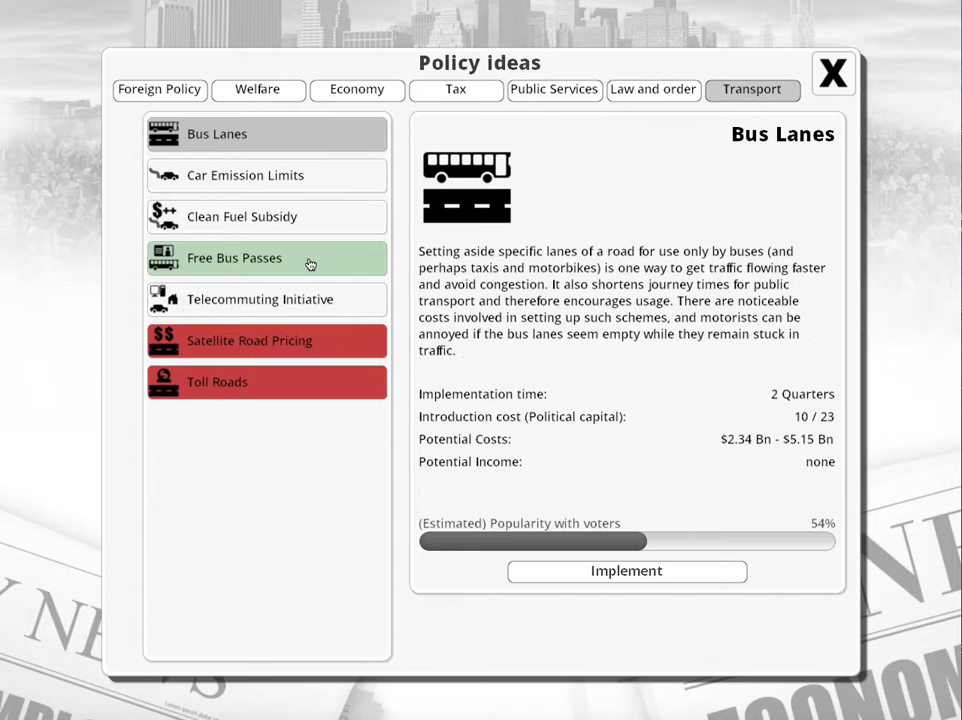 Policy ideas
X
Foreign Policy
Welfare
Economy
Tax
Public Services
Law and order
Transport
Bus Lanes
Car Emission Limits
Clean Fuel Subsidy
Free Bus Passes
Telecommuting Initiative
Satellite Road Pricing
Toll Roads
Bus Lanes
Setting aside specific lanes of a road for use only by buses (and
perhaps taxis and motorbikes) is one way to get traffic flowing faster
and avoid congestion. It also shortens journey times for public
transport and therefore encourages usage. There are noticeable
costs involved in setting up such schemes, and motorists can be
annoyed if the bus lanes seem empty while they remain stuck in
traffic.
Implementation time: 2 Quarters
Introduction cost (Political capital): 10 / 23
Potential Costs: $2.34 Bn - $5.15 Bn
Potential Income: none
(Estimated) Popularity with voters 54%
Implement